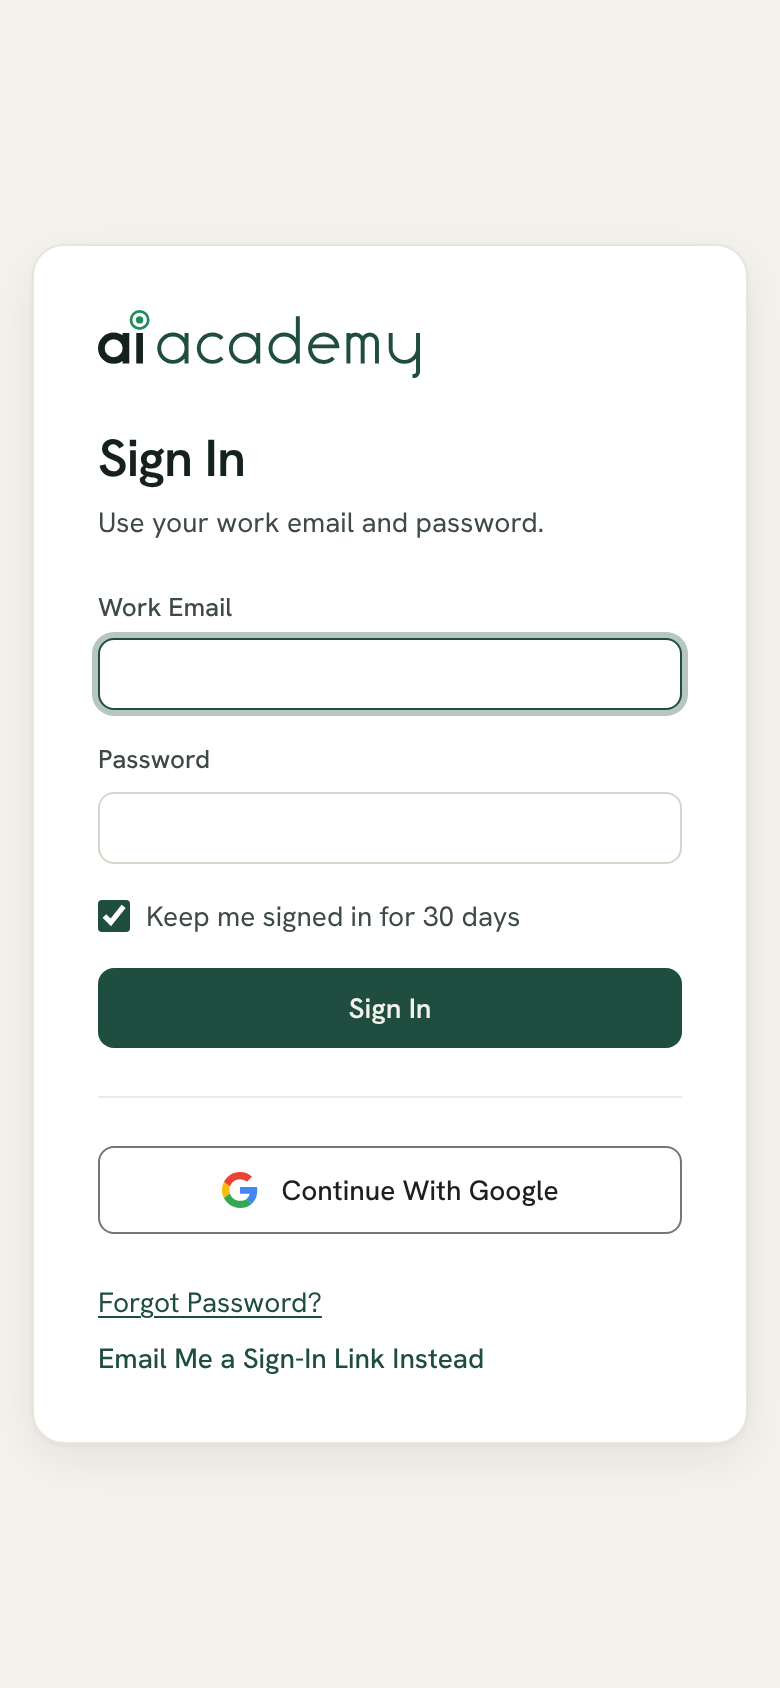 ai academy
Sign In
Use your work email and password.
Work Email
Password
Keep me signed in for 30 days
Sign In
Continue With Google
Forgot Password?
Email Me a Sign-In Link Instead